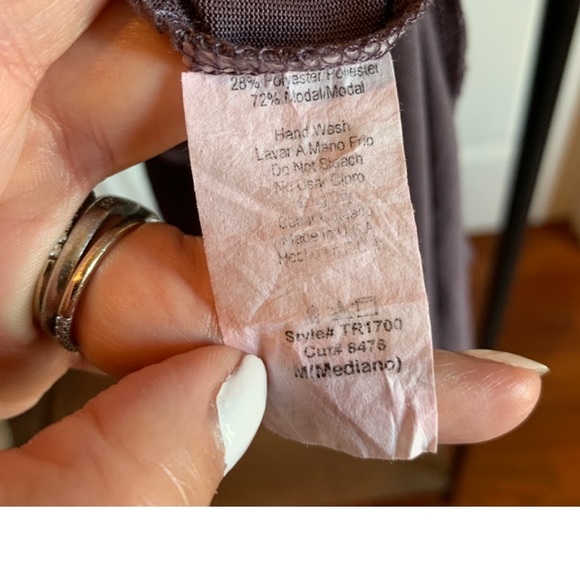 28% Polyester/Poliester
72% Modal/Modal
Hand Wash
Lavar A Mano Frio
Do Not Bleach
No Usar Cloro
Made in U.S.A
Style# TR1700
Cut# 6476
M(Mediano)